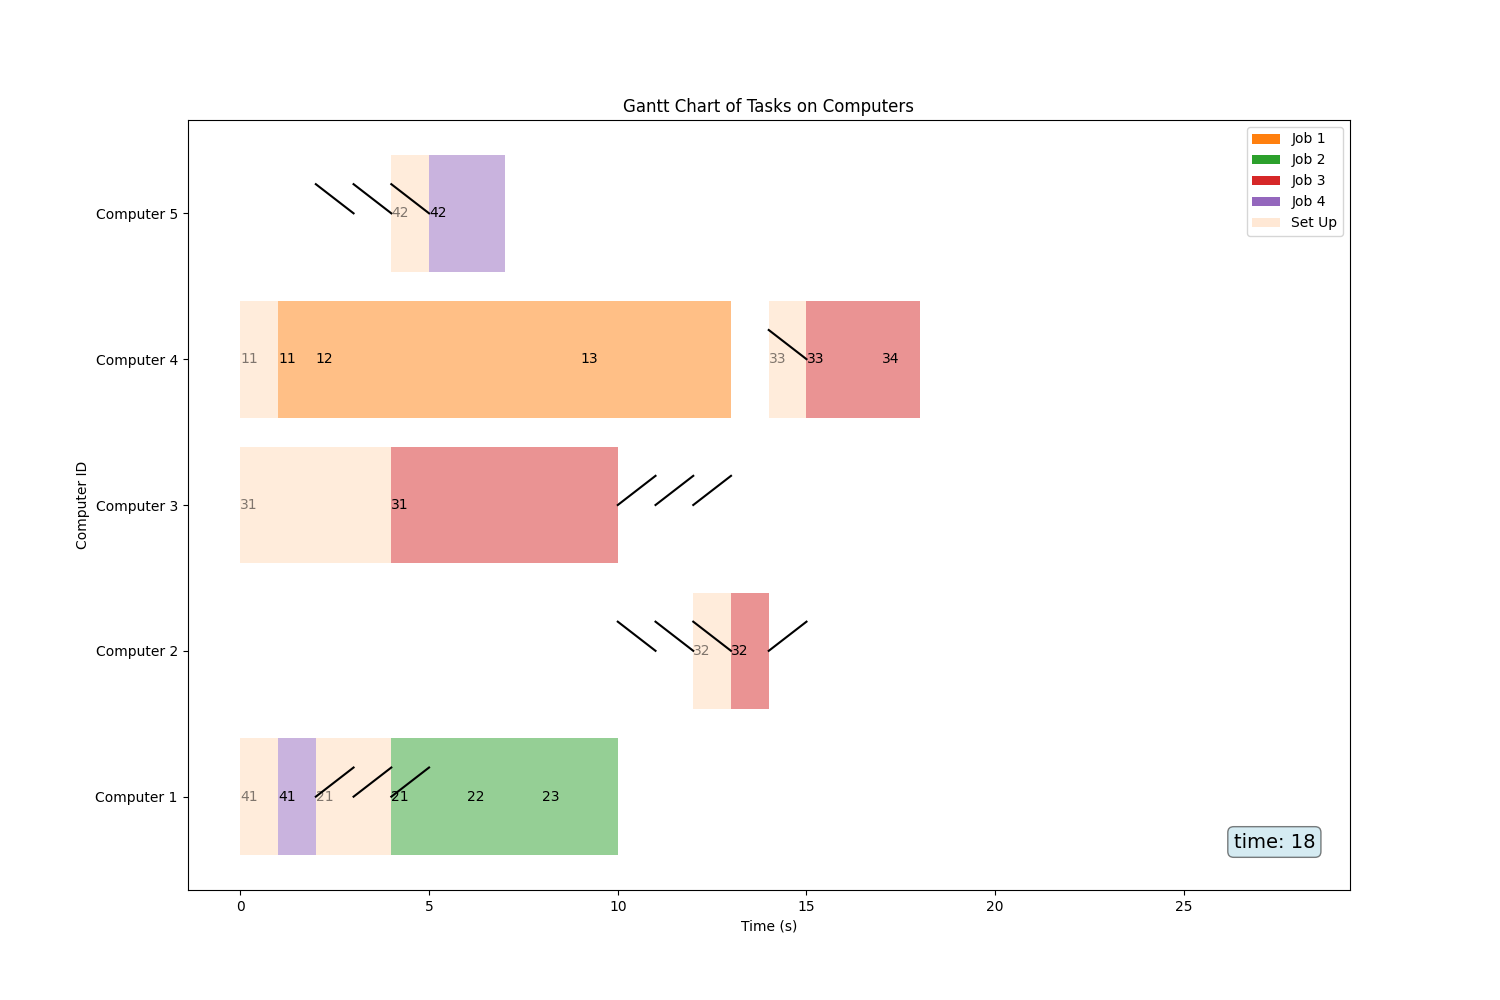 Gantt Chart of Tasks on Computers
Job 1
Job 2
Job 3
Job 4
Set Up
Computer 5
42 42
Computer 4
11 11 12 13 33 33 34
Computer 3
31 31
Computer 2
32 32
Computer 1
41 41 21 21 22 23
time: 18
0 5 10 15 20 25
Time (s)
Computer ID